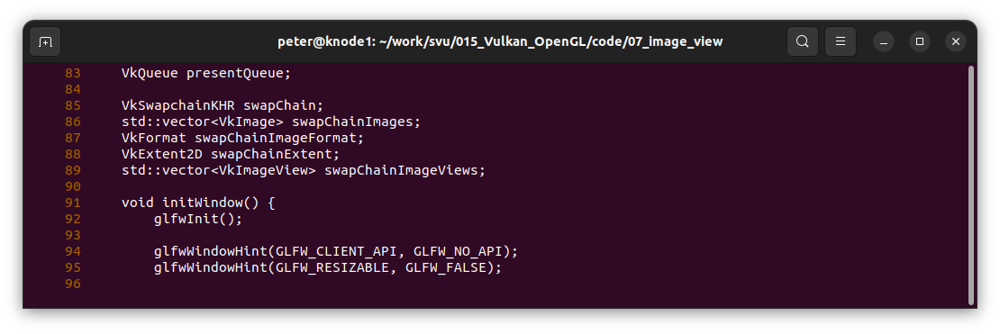 peter@knode1: ~/work/svu/015_Vulkan_OpenGL/code/07_image_view
83     VkQueue presentQueue;
84
85     VkSwapchainKHR swapChain;
86     std::vector<VkImage> swapChainImages;
87     VkFormat swapChainImageFormat;
88     VkExtent2D swapChainExtent;
89     std::vector<VkImageView> swapChainImageViews;
90
91     void initWindow() {
92         glfwInit();
93
94         glfwWindowHint(GLFW_CLIENT_API, GLFW_NO_API);
95         glfwWindowHint(GLFW_RESIZABLE, GLFW_FALSE);
96